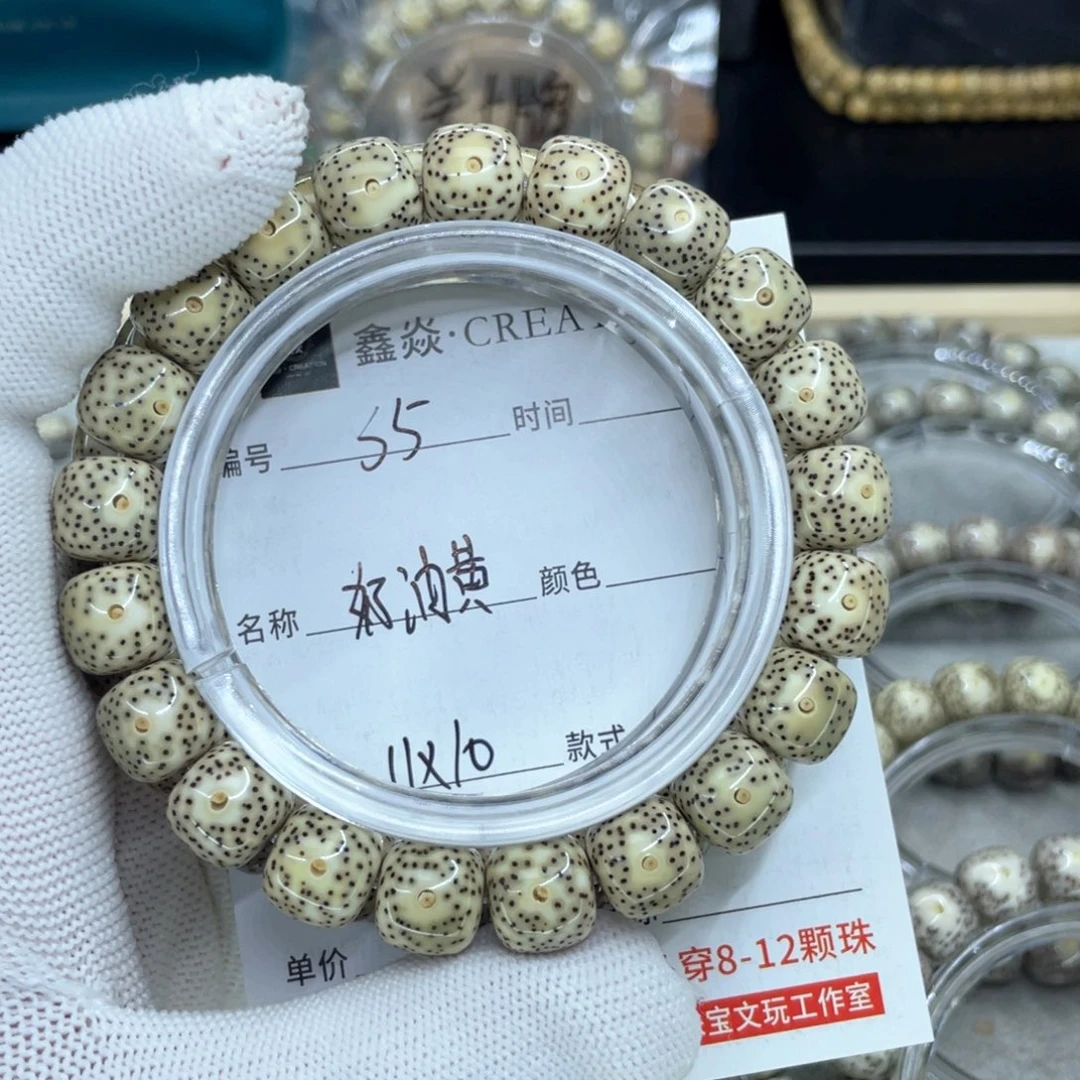 鑫焱·CREA
编号 55 时间
名称 奶油黄 颜色
11X10 款式
单价
穿8-12颗珠
宝文玩工作室